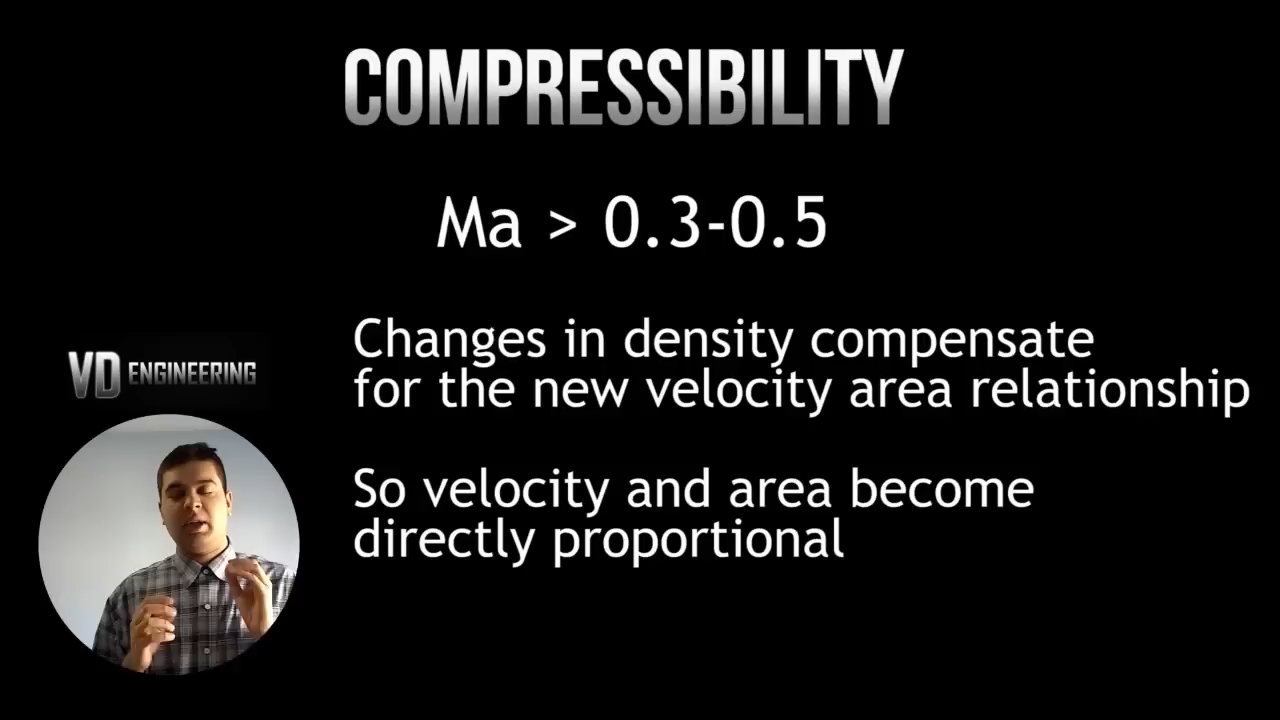 COMPRESSIBILITY
Ma > 0.3-0.5
Changes in density compensate
for the new velocity area relationship
VD ENGINEERING
So velocity and area become
directly proportional